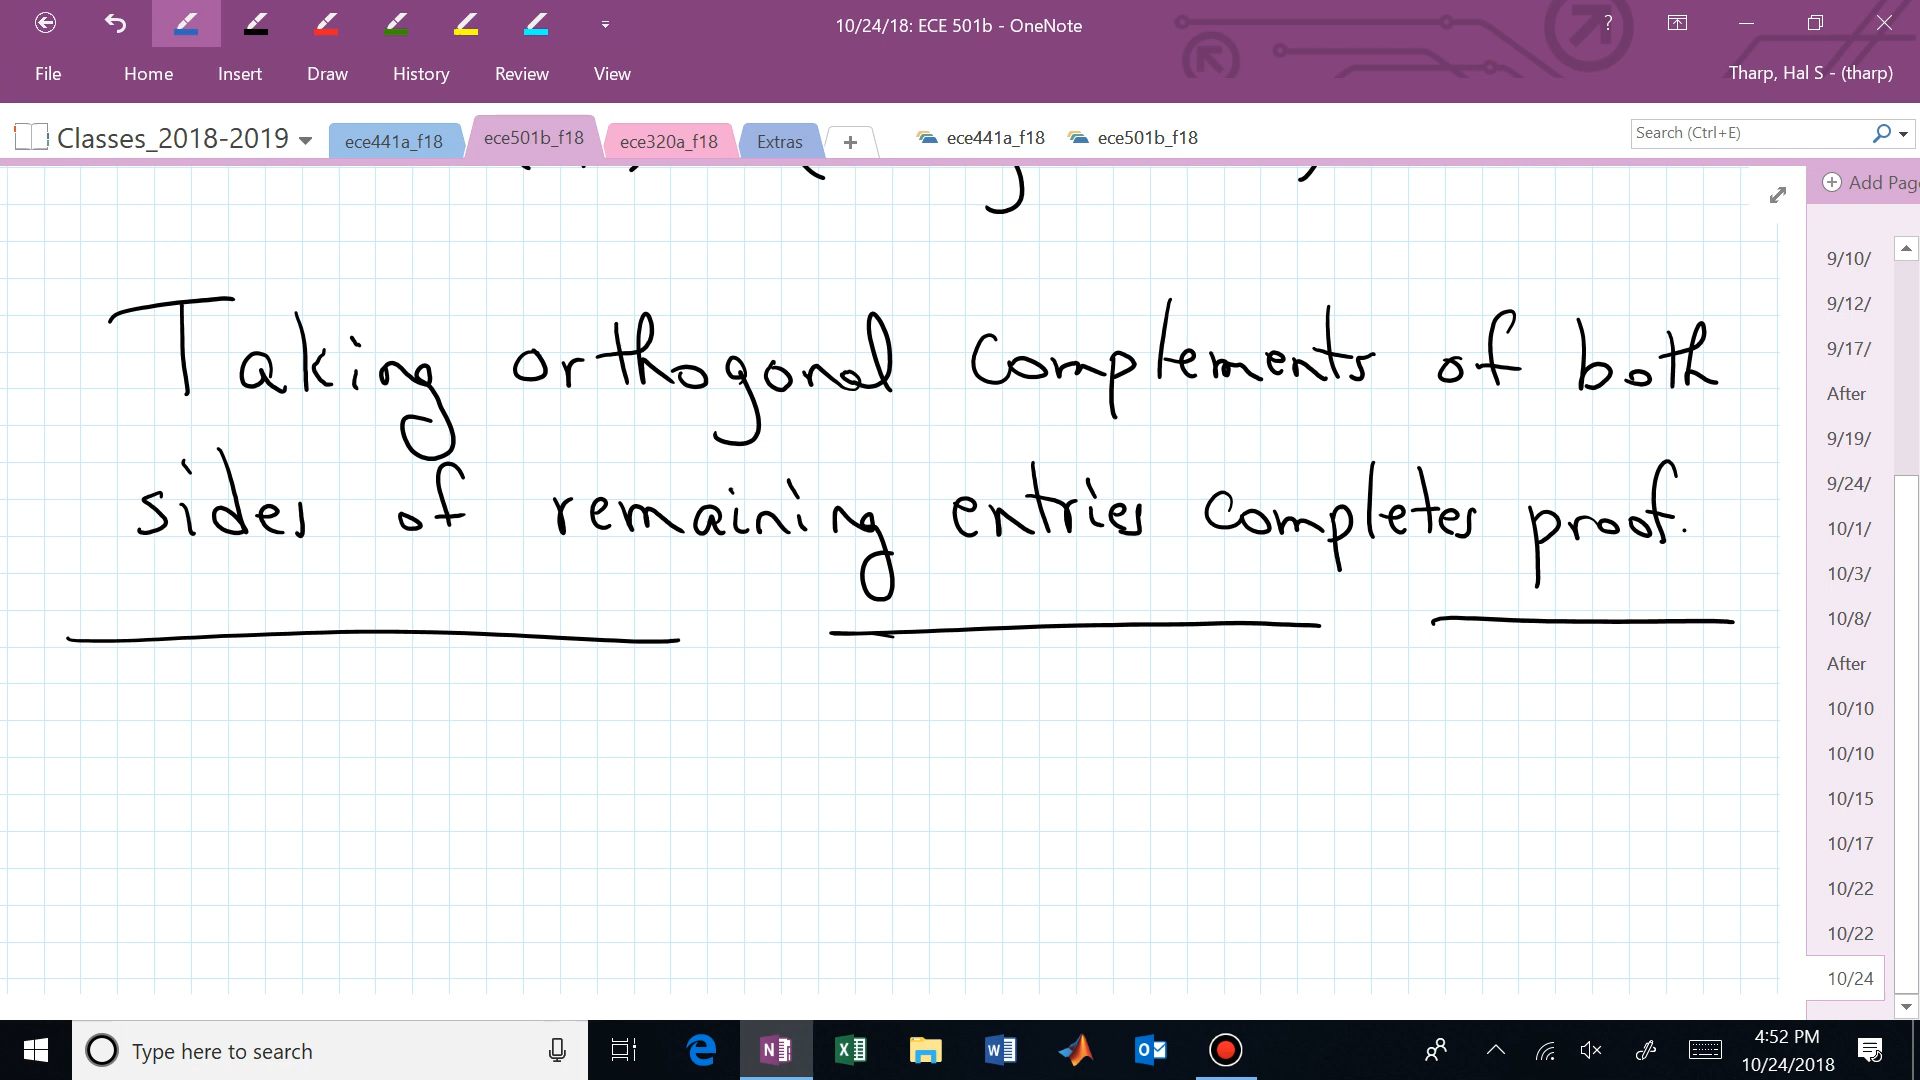 10/24/18: ECE 501b - OneNote
?
File Home Insert Draw History Review View
Tharp, Hal S - (tharp)
Classes_2018-2019
ece441a_f18
ece501b_f18
ece320a_f18
Extras
ece441a_f18
ece501b_f18
Search (Ctrl+E)
Add Page
Taking orthogonal complements of both
sides of remaining entries completes proof.
9/10/
9/12/
9/17/
After
9/19/
9/24/
10/1/
10/3/
10/8/
After
10/10
10/10
10/15
10/17
10/22
10/22
10/24
Type here to search
4:52 PM
10/24/2018